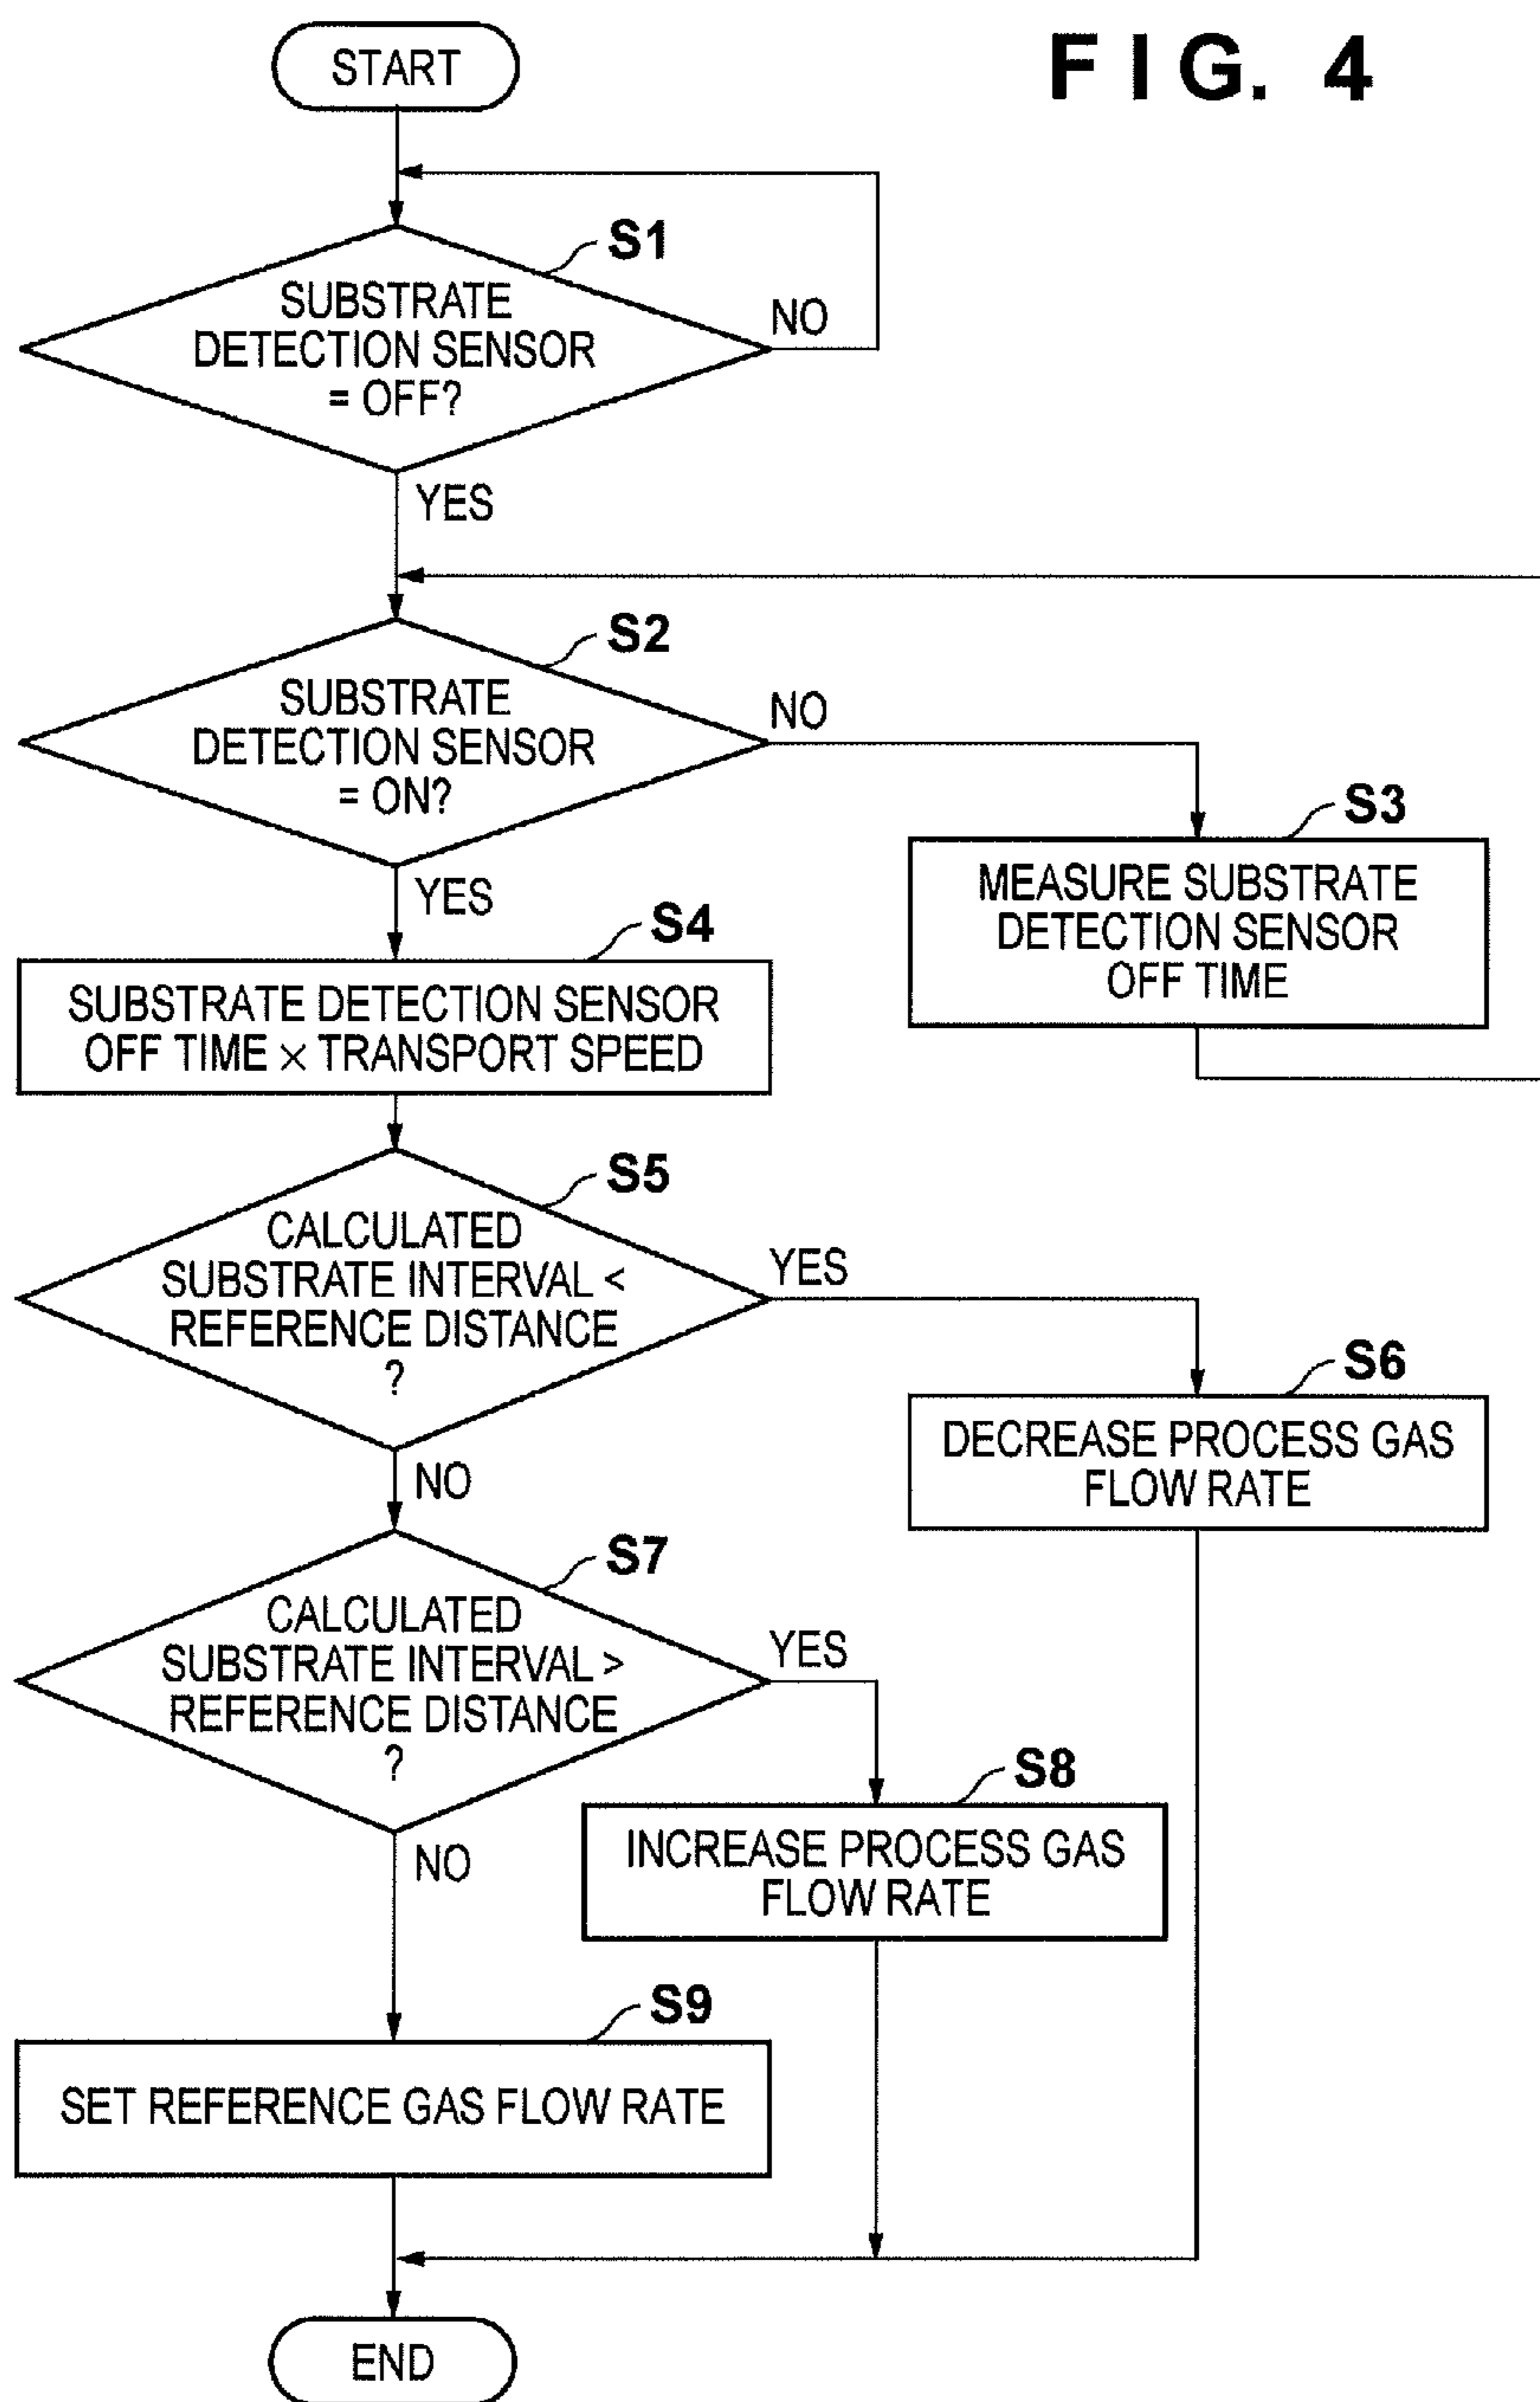 FIG. 4
START
S1
SUBSTRATE
DETECTION SENSOR
= OFF?
NO
YES
S2
SUBSTRATE
DETECTION SENSOR
= ON?
NO
YES
S3
MEASURE SUBSTRATE
DETECTION SENSOR
OFF TIME
S4
SUBSTRATE DETECTION SENSOR
OFF TIME × TRANSPORT SPEED
S5
CALCULATED
SUBSTRATE INTERVAL <
REFERENCE DISTANCE
?
YES
NO
S6
DECREASE PROCESS GAS
FLOW RATE
S7
CALCULATED
SUBSTRATE INTERVAL >
REFERENCE DISTANCE
?
YES
NO
S8
INCREASE PROCESS GAS
FLOW RATE
S9
SET REFERENCE GAS FLOW RATE
END